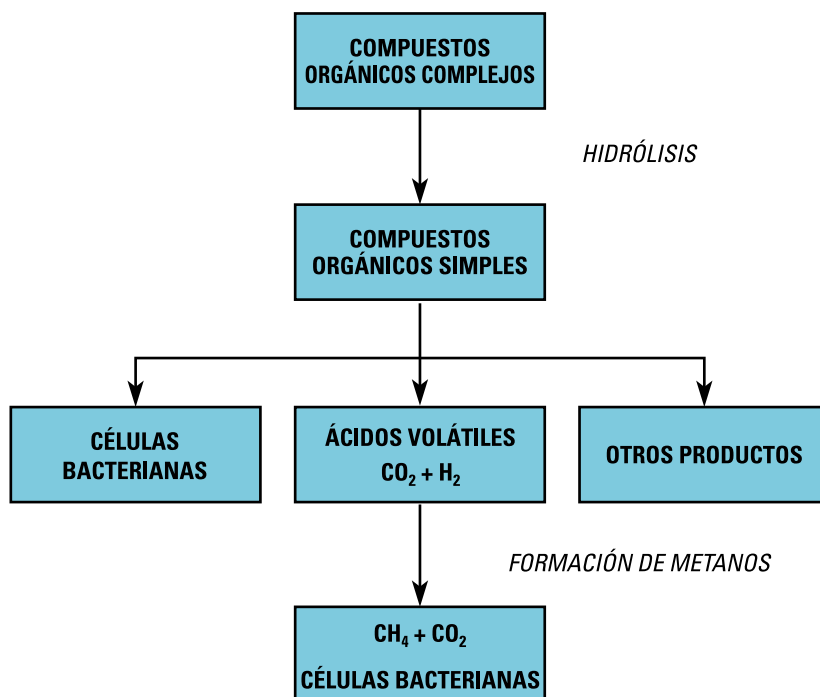 COMPUESTOS
ORGÁNICOS COMPLEJOS
HIDRÓLISIS
COMPUESTOS
ORGÁNICOS SIMPLES
CÉLULAS
BACTERIANAS
ÁCIDOS VOLÁTILES
CO₂ + H₂
OTROS PRODUCTOS
FORMACIÓN DE METANOS
CH₄ + CO₂
CÉLULAS BACTERIANAS